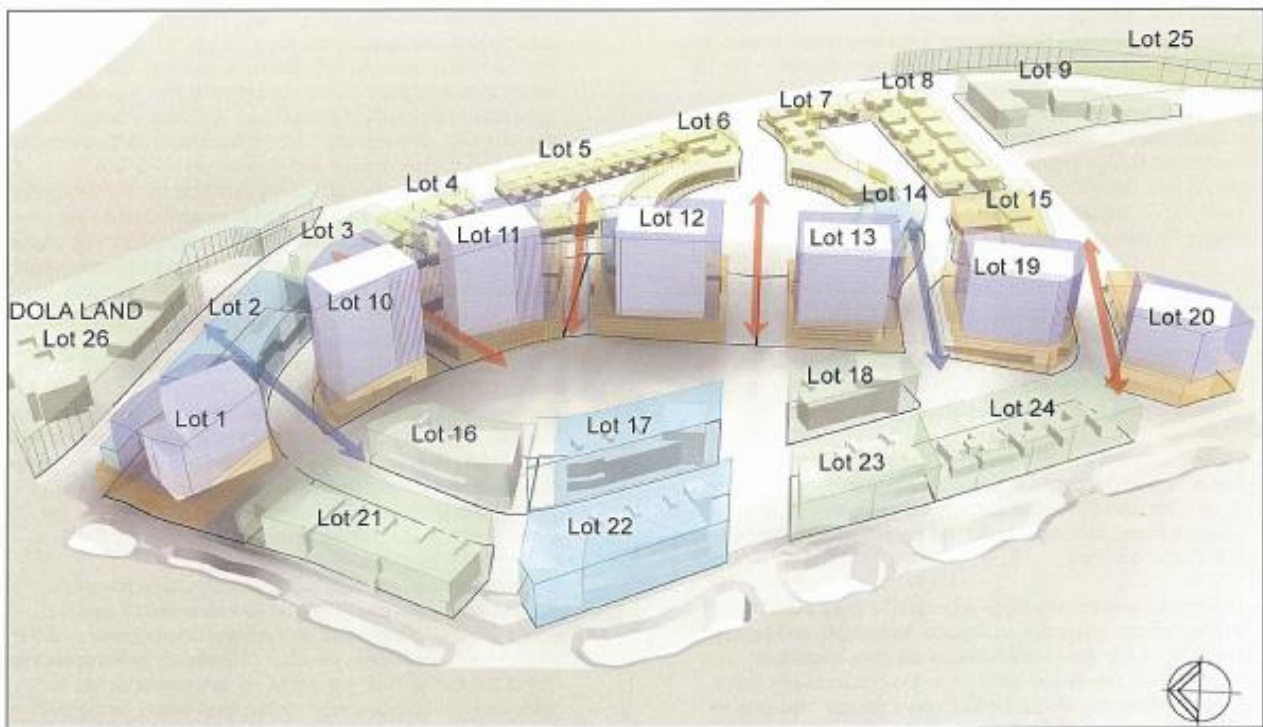 Lot 25
Lot 9
Lot 8
Lot 7
Lot 6
Lot 5
Lot 4
Lot 14
Lot 15
Lot 3
Lot 11
Lot 12
Lot 13
Lot 19
Lot 10
Lot 2
DOLA LAND
Lot 26
Lot 20
Lot 18
Lot 1
Lot 16
Lot 17
Lot 24
Lot 23
Lot 21
Lot 22